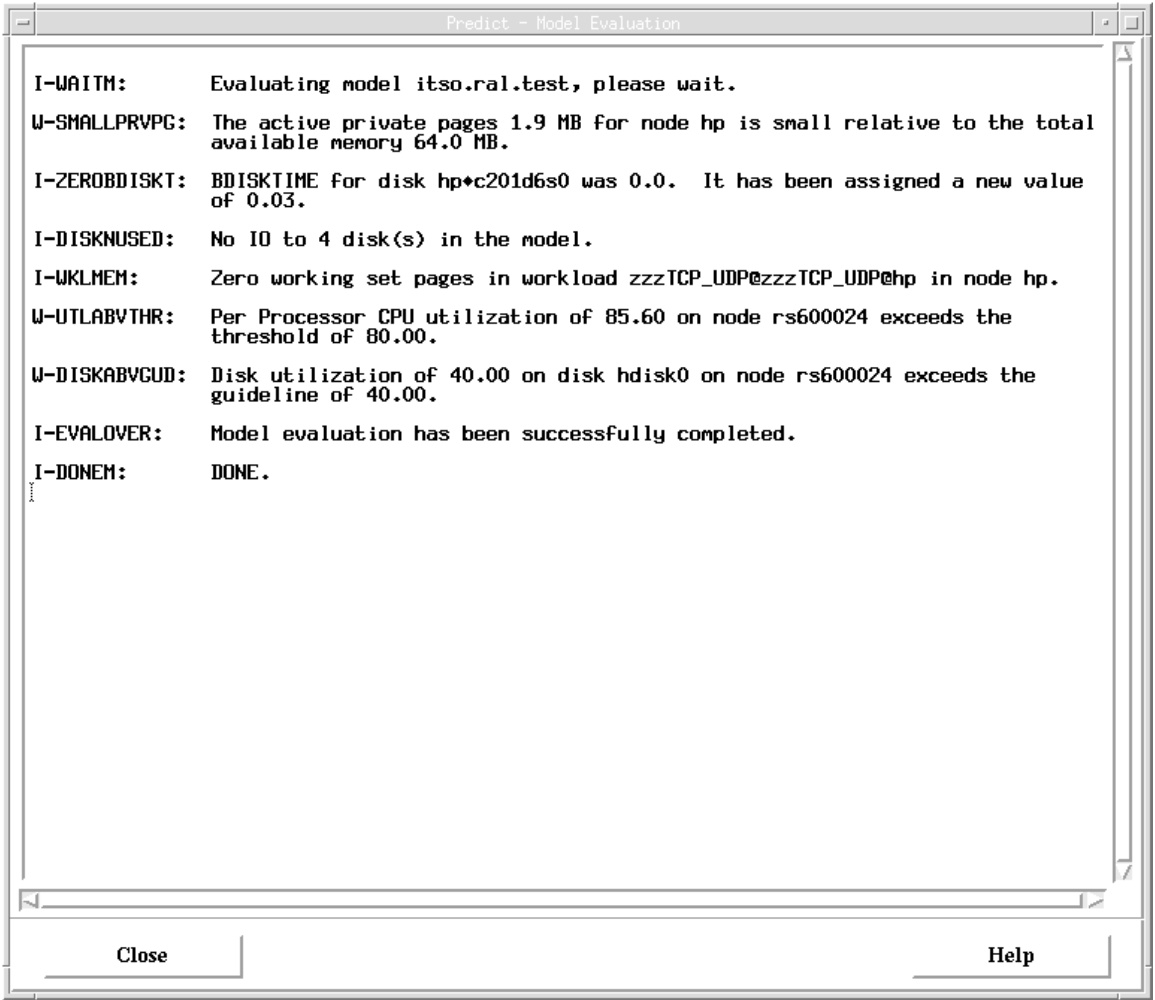 Predict - Model Evaluation
I-WAITM: Evaluating model itso.ral.test, please wait.
W-SMALLPRVPG: The active private pages 1.9 MB for node hp is small relative to the total
available memory 64.0 MB.
I-ZEROBDISKT: BDISKTIME for disk hp♦c201d6s0 was 0.0. It has been assigned a new value
of 0.03.
I-DISKNUSED: No IO to 4 disk(s) in the model.
I-WKLMEM: Zero working set pages in workload zzzTCP_UDP@zzzTCP_UDP@hp in node hp.
W-UTLABVTHR: Per Processor CPU utilization of 85.60 on node rs600024 exceeds the
threshold of 80.00.
W-DISKABVGUD: Disk utilization of 40.00 on disk hdisk0 on node rs600024 exceeds the
guideline of 40.00.
I-EVALOVER: Model evaluation has been successfully completed.
I-DONEM: DONE.
Close Help